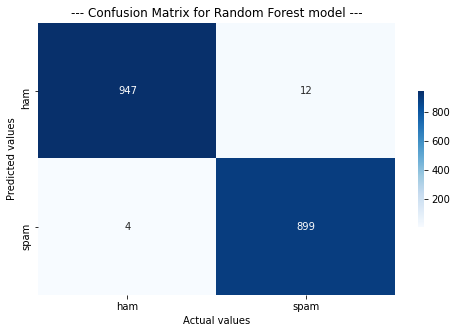 --- Confusion Matrix for Random Forest model ---
Predicted values
ham
947
12
spam
4
899
ham
spam
Actual values
800
600
400
200